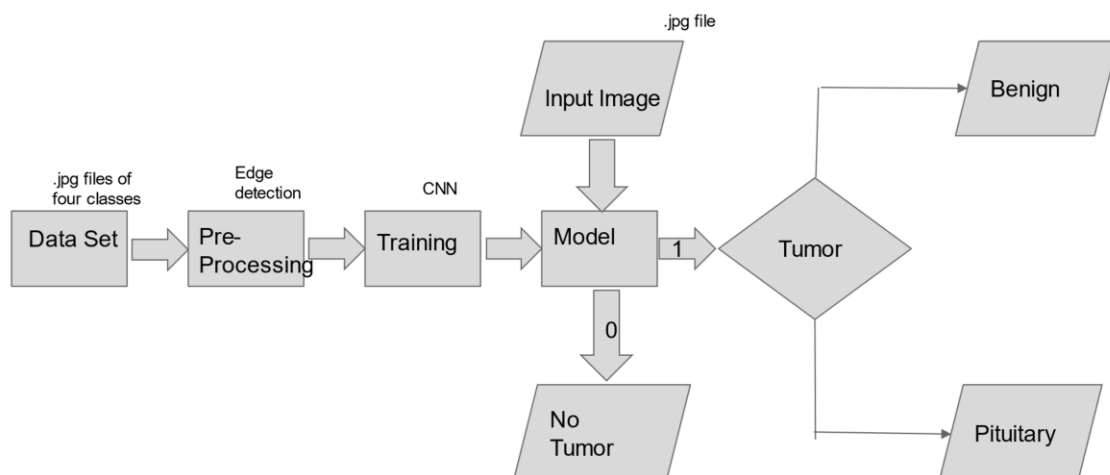 .jpg file
Input Image
Benign
.jpg files of
four classes
Edge
detection
CNN
Data Set
Pre-
Processing
Training
Model
1
Tumor
0
No
Tumor
Pituitary